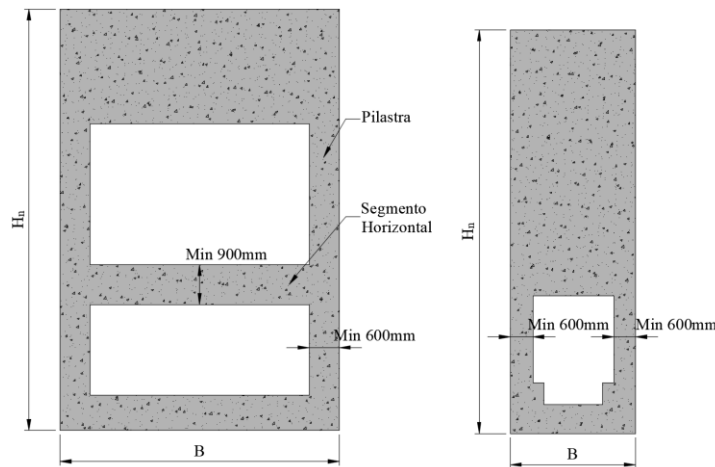 Hn
Pilastra
Segmento
Horizontal
Min 900mm
Min 600mm
B
Hn
Min 600mm
Min 600mm
B